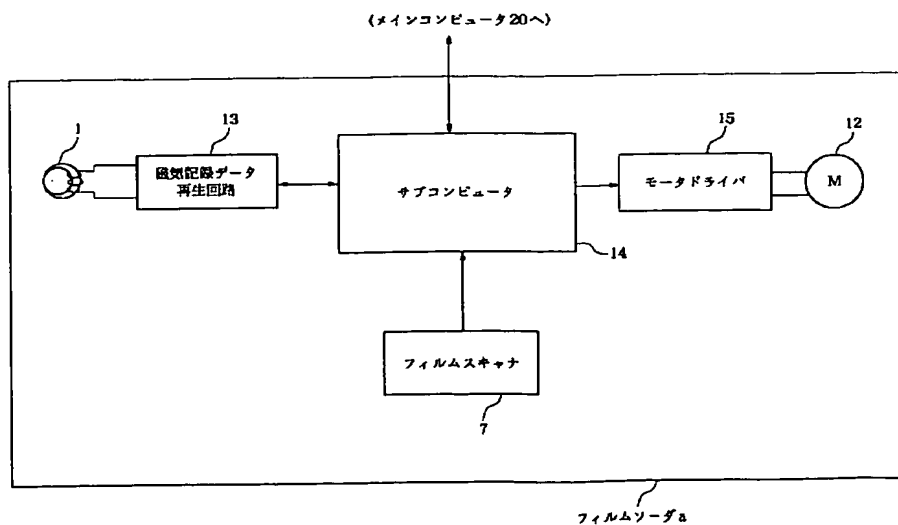 (メインコンピュータ20へ)
1
13
15
12
磁気記録データ
再生回路
サブコンピュータ
モータドライバ
M
14
フィルムスキャナ
7
フィルムソーダa